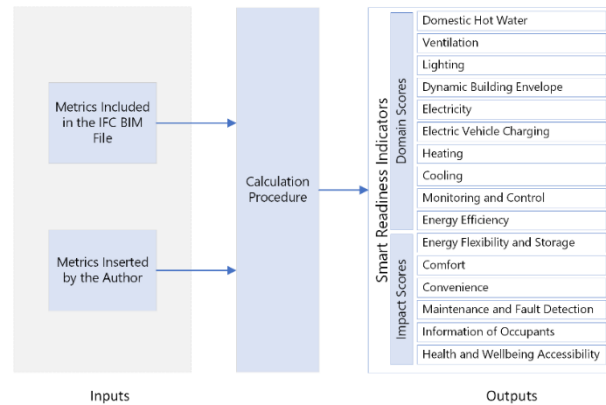 Metrics Included
in the IFC BIM
File
Metrics Inserted
by the Author
Inputs
Calculation
Procedure
Smart Readiness Indicators
Domain Scores
Domestic Hot Water
Ventilation
Lighting
Dynamic Building Envelope
Electricity
Electric Vehicle Charging
Heating
Cooling
Monitoring and Control
Energy Efficiency
Impact Scores
Energy Flexibility and Storage
Comfort
Convenience
Maintenance and Fault Detection
Information of Occupants
Health and Wellbeing Accessibility
Outputs